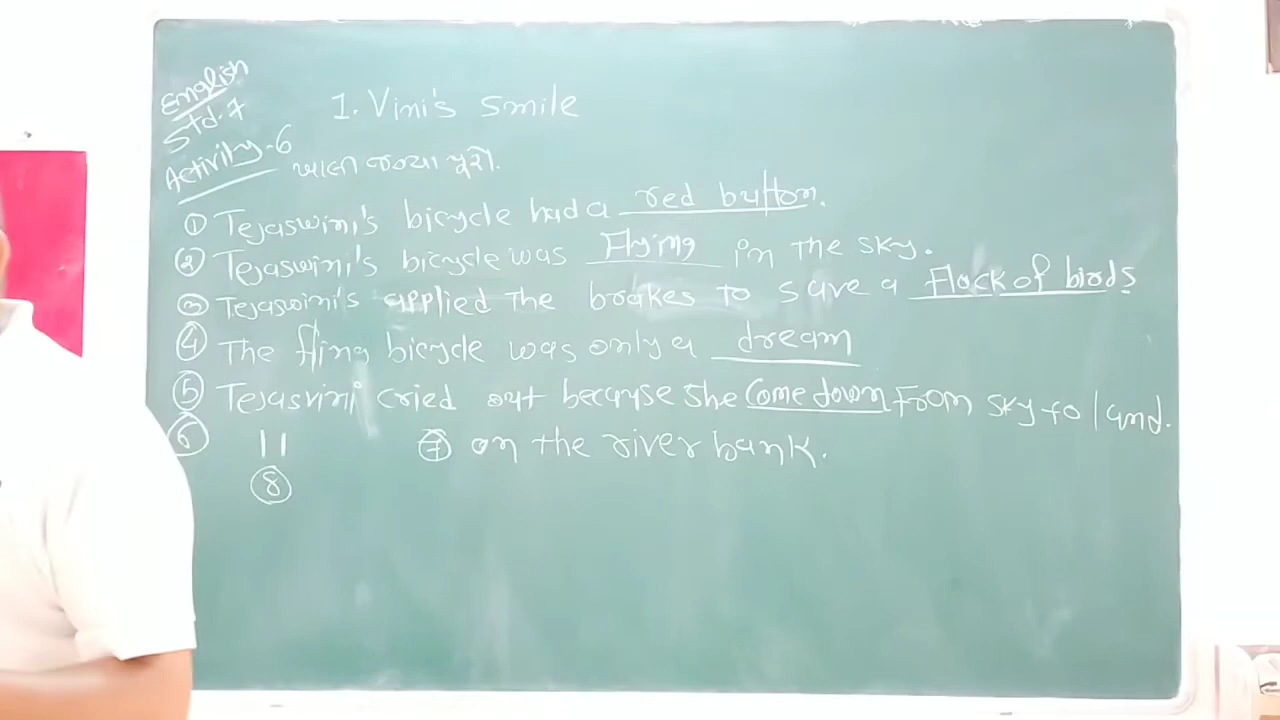 English
Std.7
Activity-6
1. Vini's Smile
ખાલી જગ્યા પૂરો.
① Tejaswini's bicycle had a red button.
② Tejaswini's bicycle was Flying in the sky.
③ Tejaswini's applied the brakes to save a Flock of birds.
④ The fling bicycle was only a dream
⑤ Tejasvini cried out because she Come down From sky to land.
⑥ 11 ⑦ on the river bank.
⑧